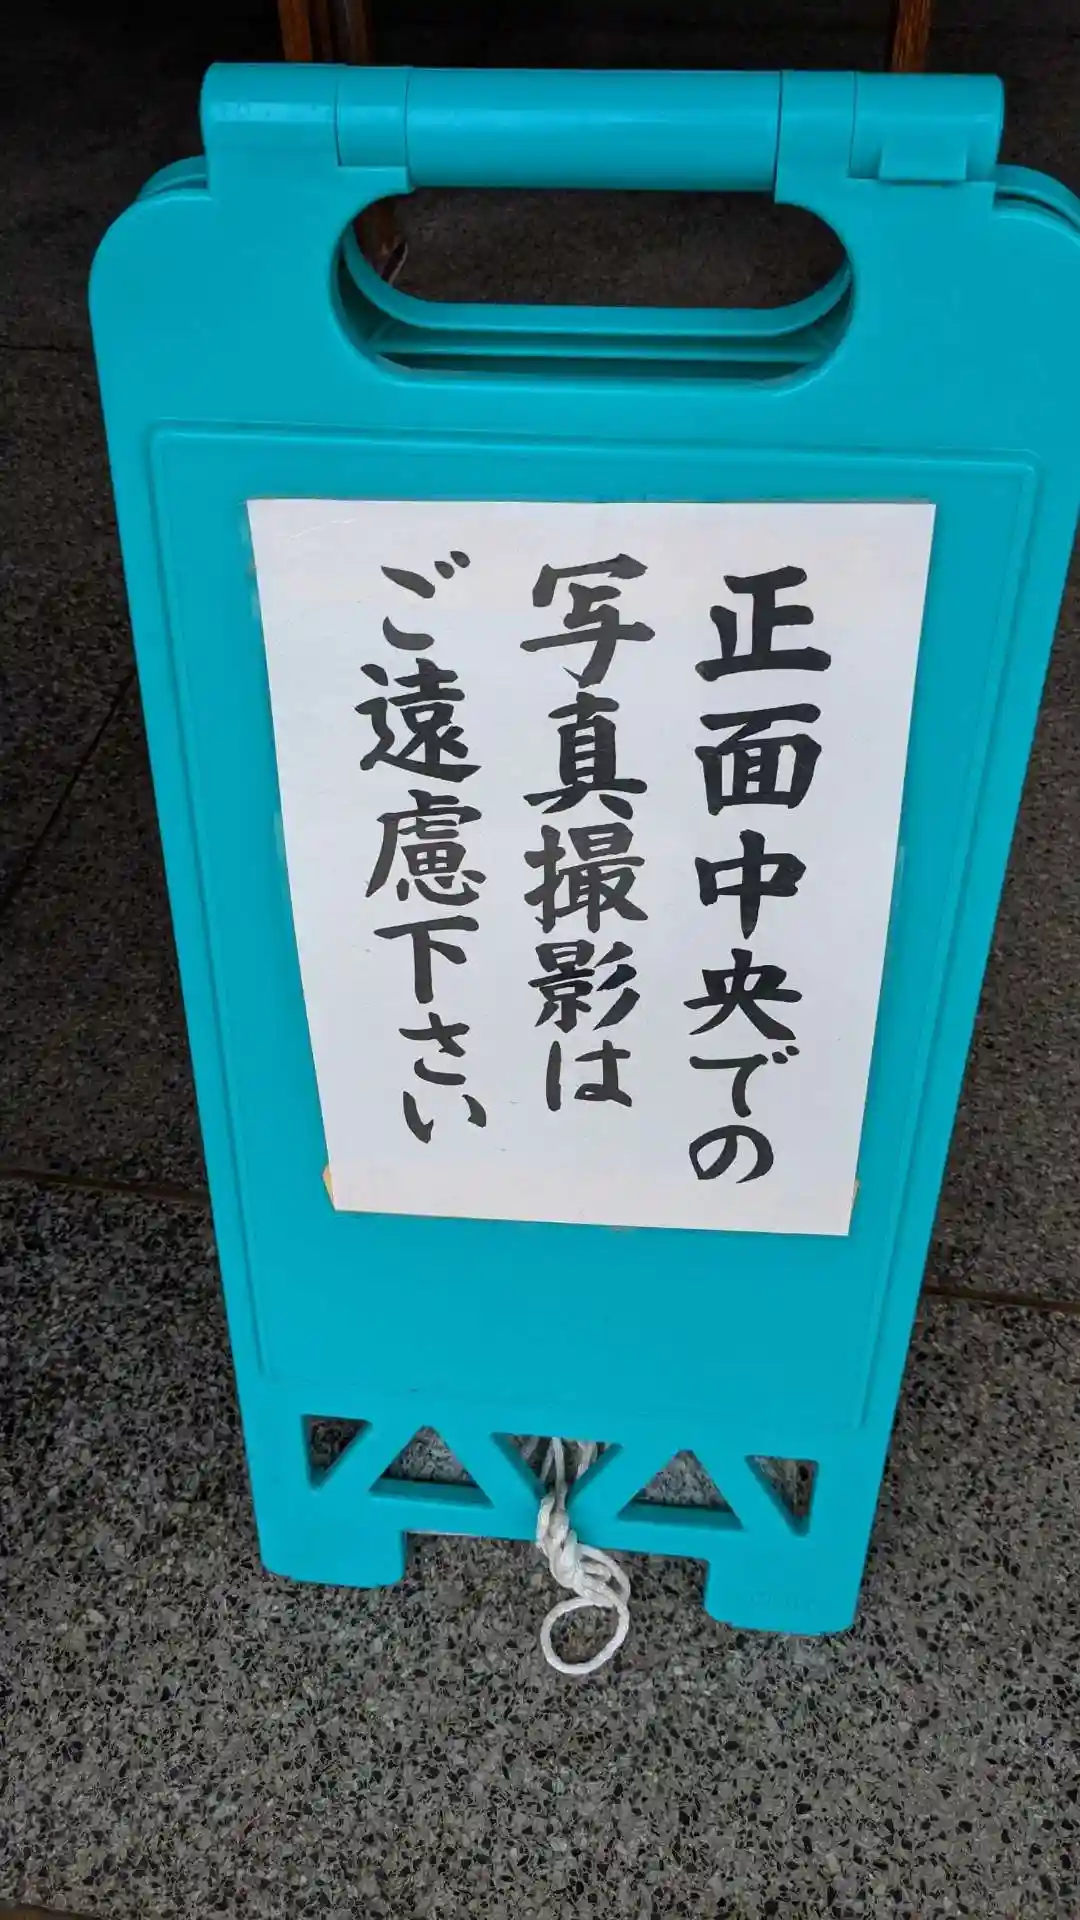 正面中央での
写真撮影は
ご遠慮下さい